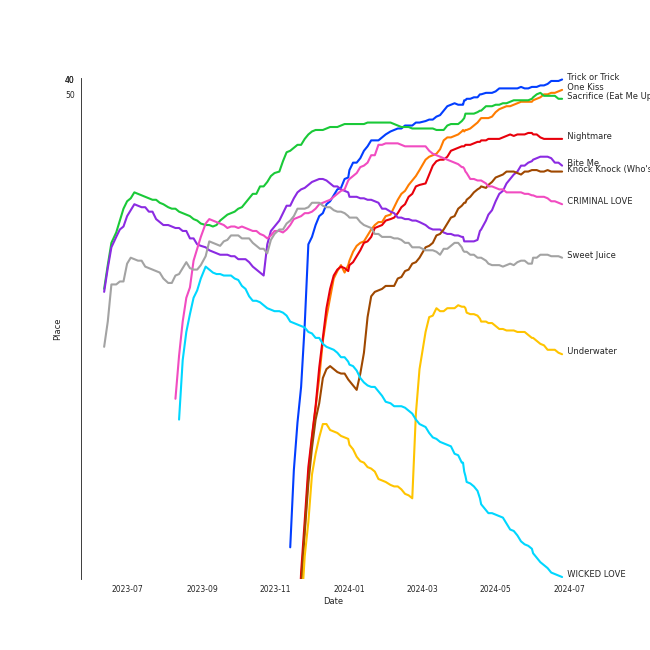 40
50
Trick or Trick
One Kiss
Sacrifice (Eat Me Up
Nightmare
Bite Me
Knock Knock (Who's
CRIMINAL LOVE
Sweet Juice
Underwater
WICKED LOVE
Place
2023-07 2023-09 2023-11 2024-01 2024-03 2024-05 2024-07
Date